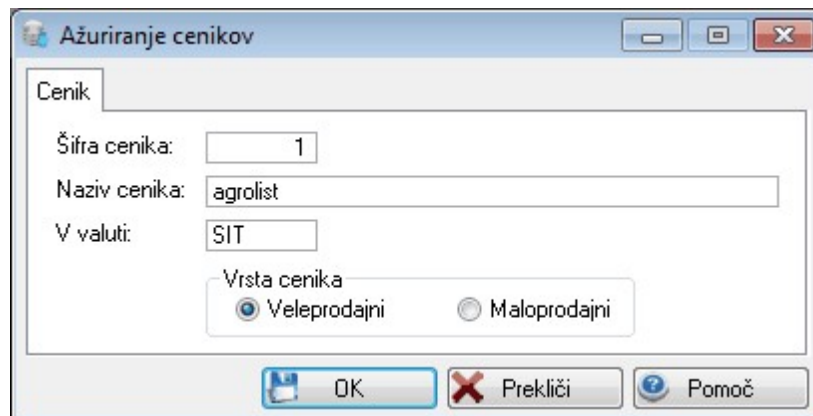 Ažuriranje cenikov
Cenik
Šifra cenika: 1
Naziv cenika: agrolist
V valuti: SIT
Vrsta cenika
Veleprodajni Maloprodajni
OK Prekliči Pomoč